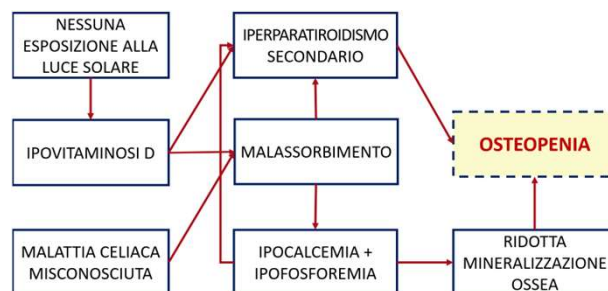 NESSUNA
ESPOSIZIONE ALLA
LUCE SOLARE
IPERPARATIROIDISMO
SECONDARIO
IPOVITAMINOSI D
MALASSORBIMENTO
OSTEOPENIA
MALATTIA CELIACA
MISCONOSCIUTA
IPOCALCEMIA +
IPOFOSFOREMIA
RIDOTTA
MINERALIZZAZIONE
OSSEA